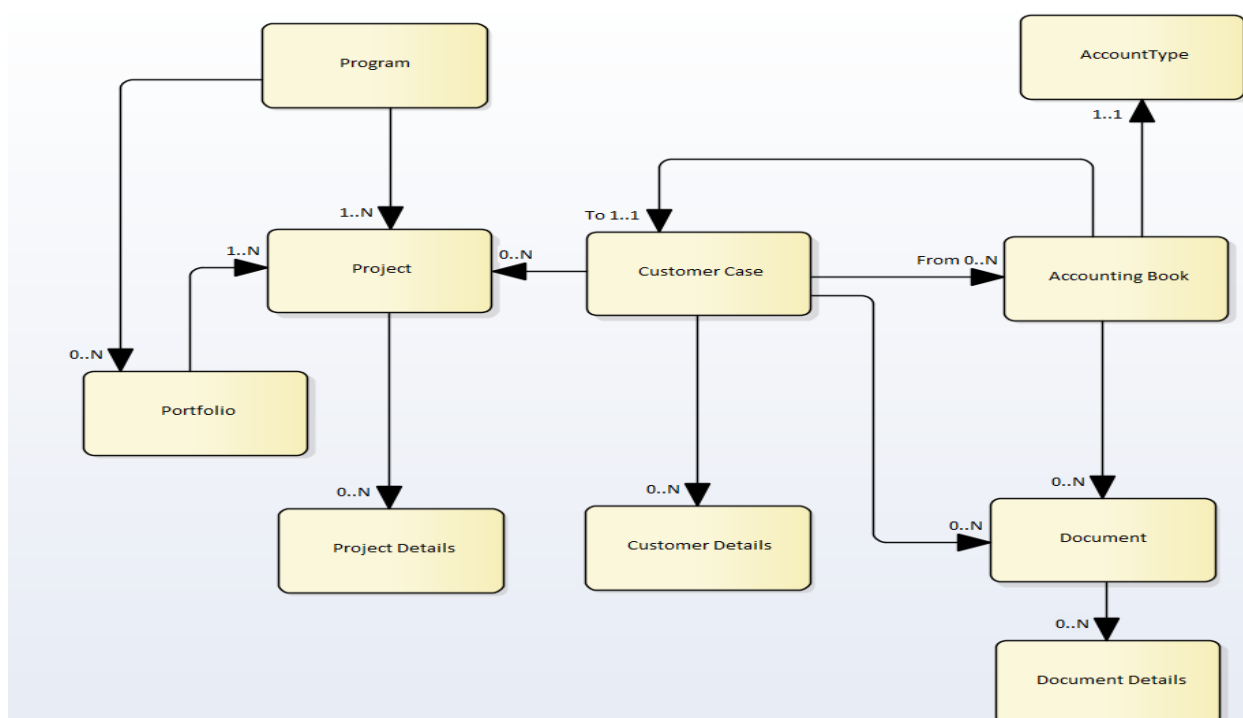 Program
AccountType
1..1
1..N
To 1..1
1..N
Project
0..N
Customer Case
From 0..N
Accounting Book
0..N
Portfolio
0..N
Project Details
0..N
Customer Details
0..N
0..N
Document
0..N
Document Details